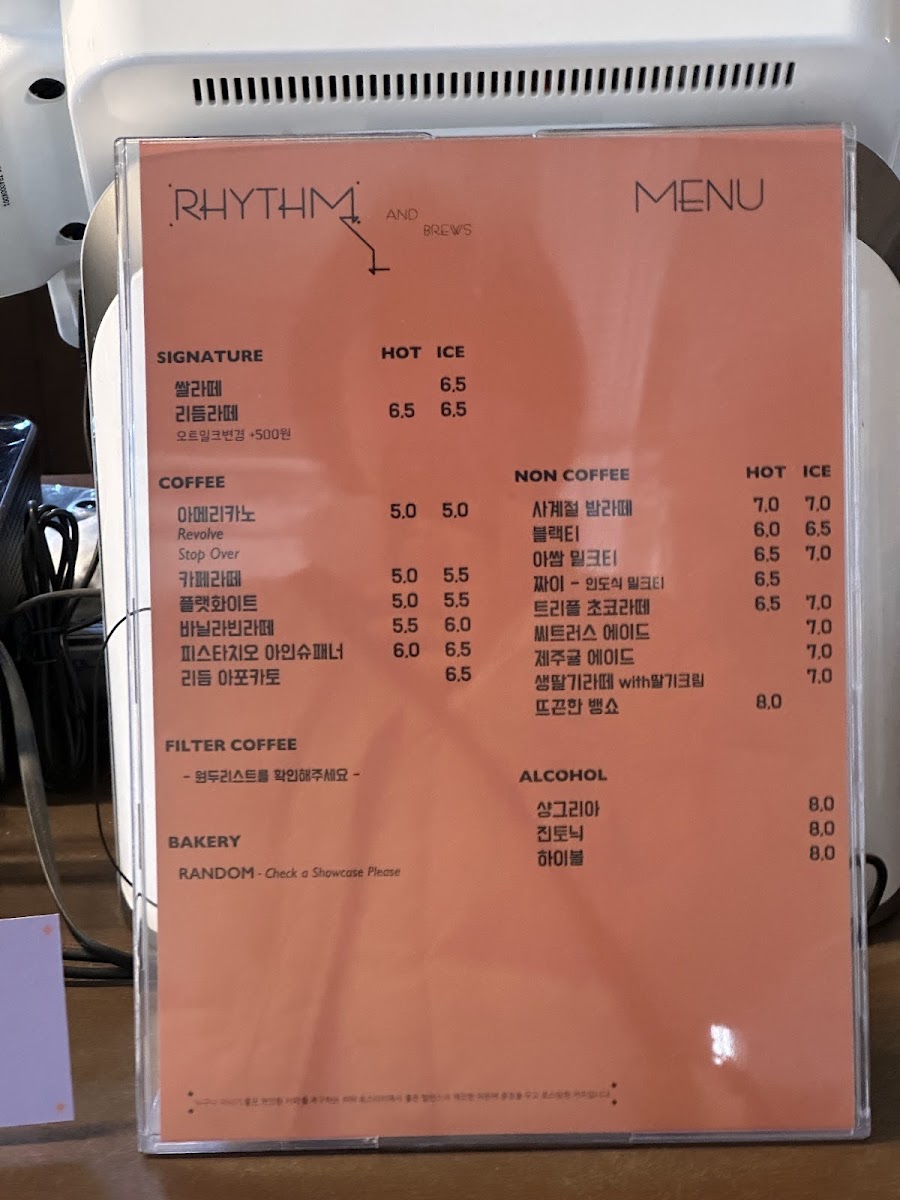 RHYTHM AND BREWS
MENU
SIGNATURE HOT ICE
쌀라떼 6.5
리듬라떼 6.5 6.5
오트밀크변경 +500원
COFFEE
아메리카노 5.0 5.0
Revolve
Stop Over
카페라떼 5.0 5.5
플랫화이트 5.0 5.5
바닐라빈라떼 5.5 6.0
피스타치오 아인슈패너 6.0 6.5
리듬 아포카토 6.5
FILTER COFFEE
- 원두리스트를 확인해주세요 -
BAKERY
RANDOM - Check a Showcase Please
NON COFFEE HOT ICE
사계절 밤라떼 7.0 7.0
블랙티 6.0 6.5
아쌈 밀크티 6.5 7.0
짜이 - 인도식 밀크티 6.5
트리플 초코라떼 6.5 7.0
씨트러스 에이드 7.0
제주귤 에이드 7.0
생딸기라떼 with딸기크림 7.0
뜨끈한 뱅쇼 8.0
ALCOHOL
샹그리아 8.0
진토닉 8.0
하이볼 8.0